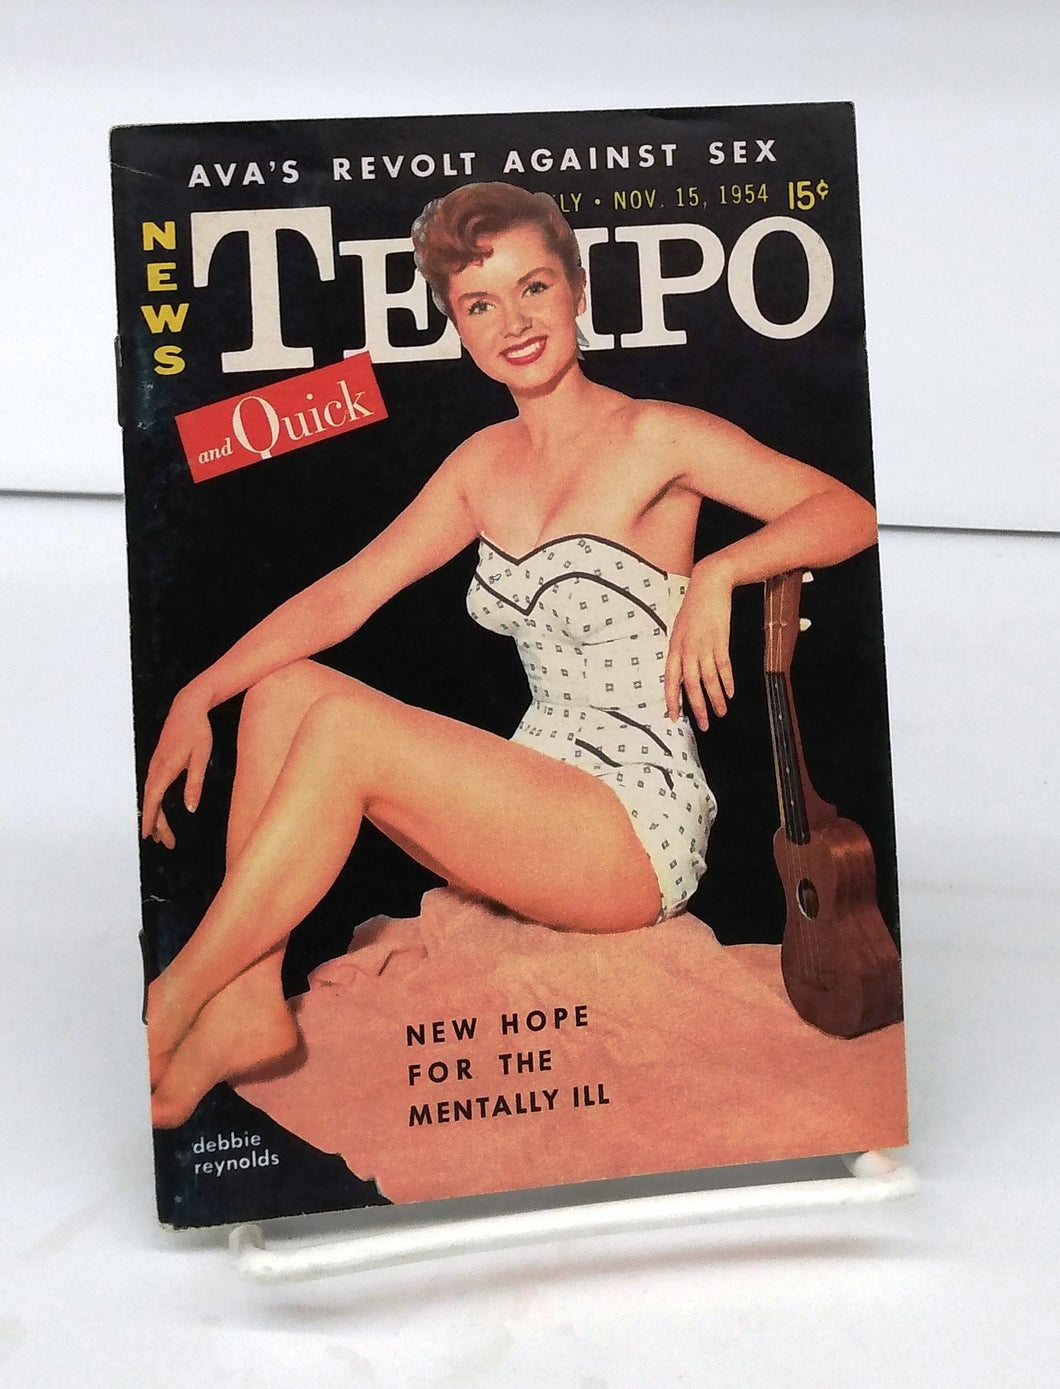 AVA'S REVOLT AGAINST SEX
LY • NOV. 15, 1954 15¢
NEWS
TEMPO
and Quick
NEW HOPE
FOR THE
MENTALLY ILL
debbie
reynolds